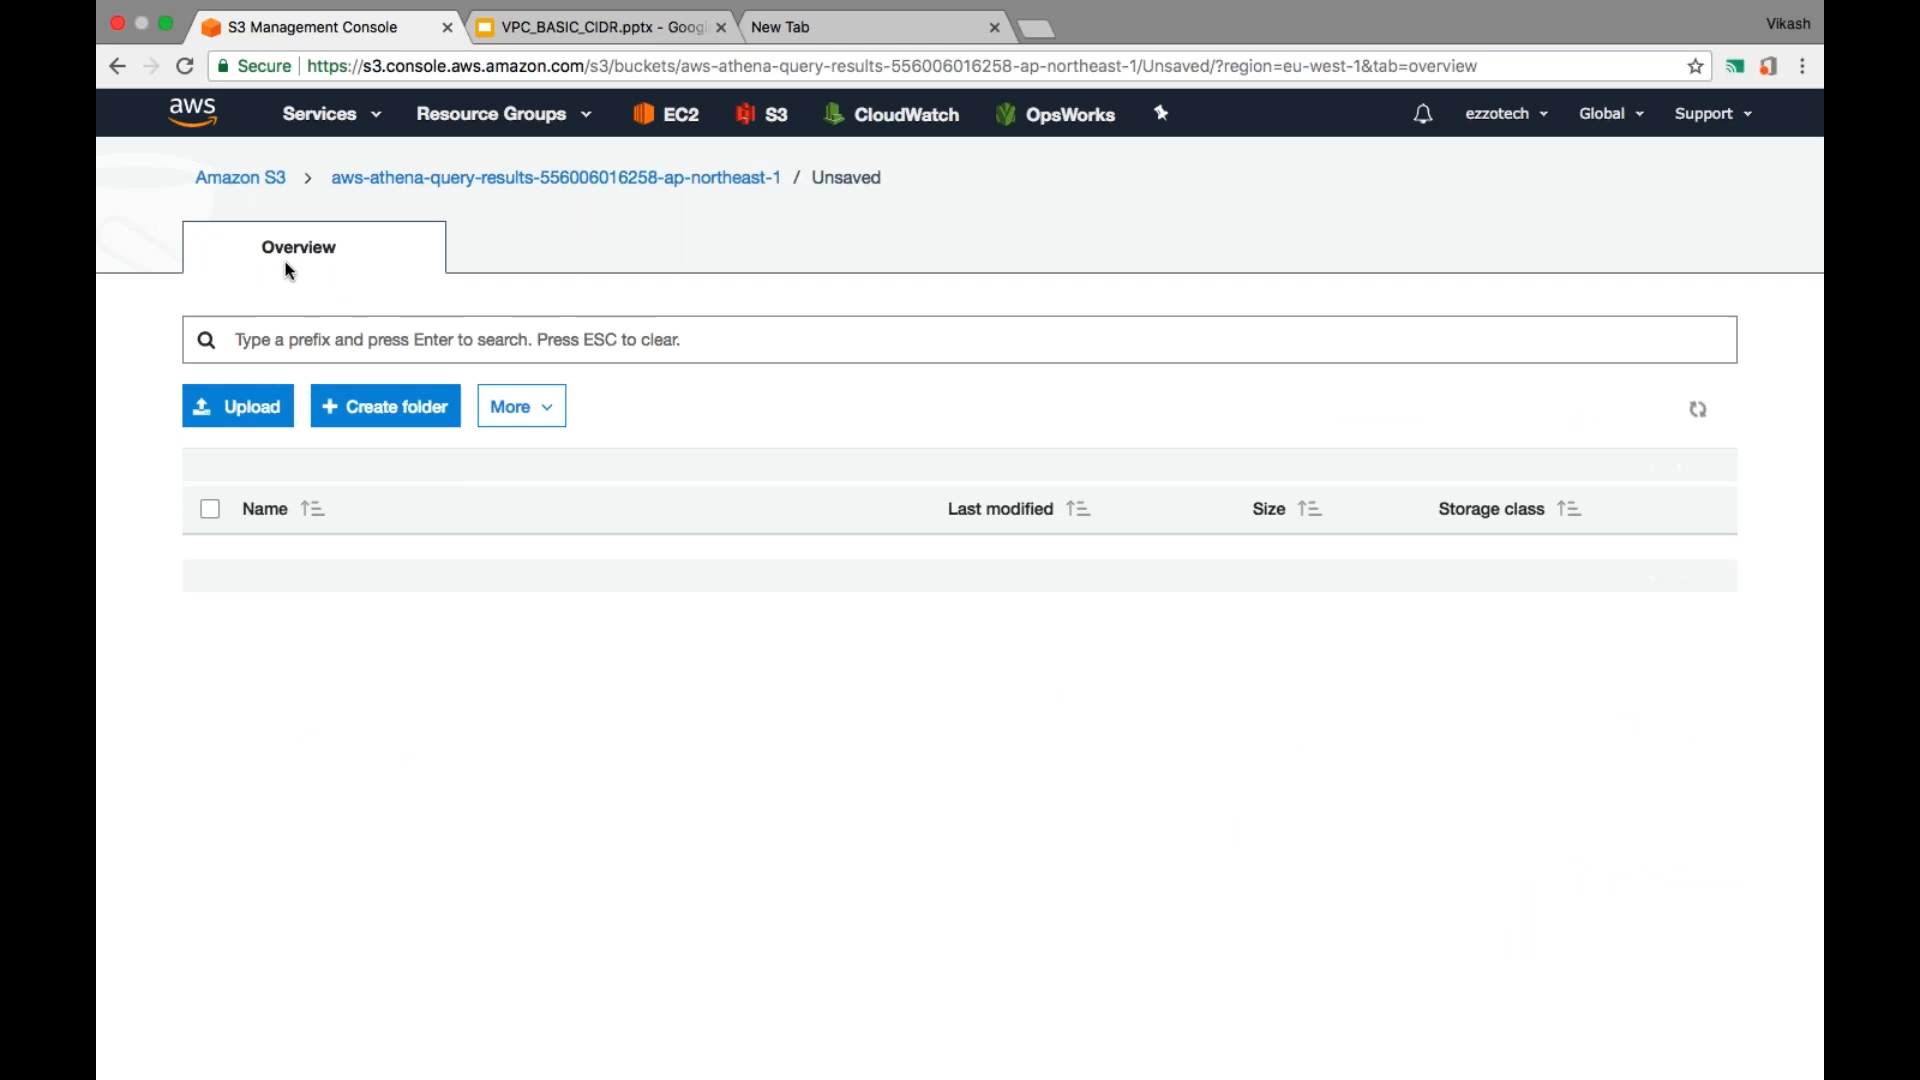 S3 Management Console
VPC_BASIC_CIDR.pptx - Googl
New Tab
Vikash
Secure https://s3.console.aws.amazon.com/s3/buckets/aws-athena-query-results-556006016258-ap-northeast-1/Unsaved/?region=eu-west-1&tab=overview
aws Services Resource Groups EC2 S3 CloudWatch OpsWorks ezzotech Global Support
Amazon S3 > aws-athena-query-results-556006016258-ap-northeast-1 / Unsaved
Overview
Type a prefix and press Enter to search. Press ESC to clear.
Upload + Create folder More
Name Last modified Size Storage class